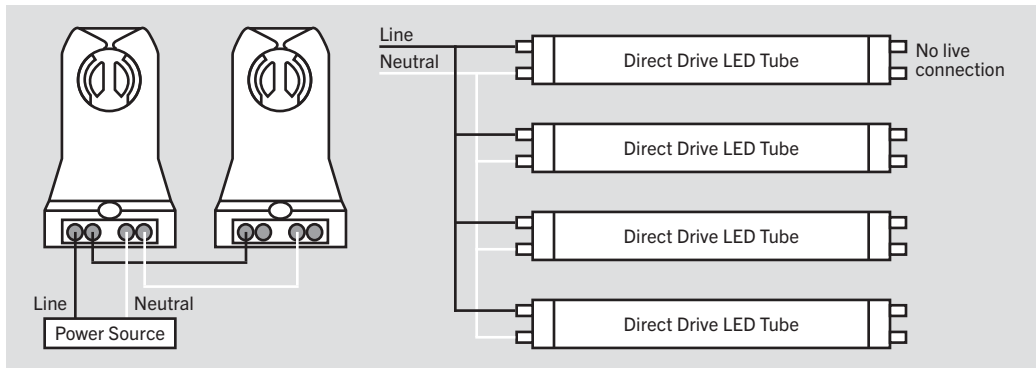 Line
Neutral
Power Source
Line
Neutral
Direct Drive LED Tube
No live
connection
Direct Drive LED Tube
Direct Drive LED Tube
Direct Drive LED Tube